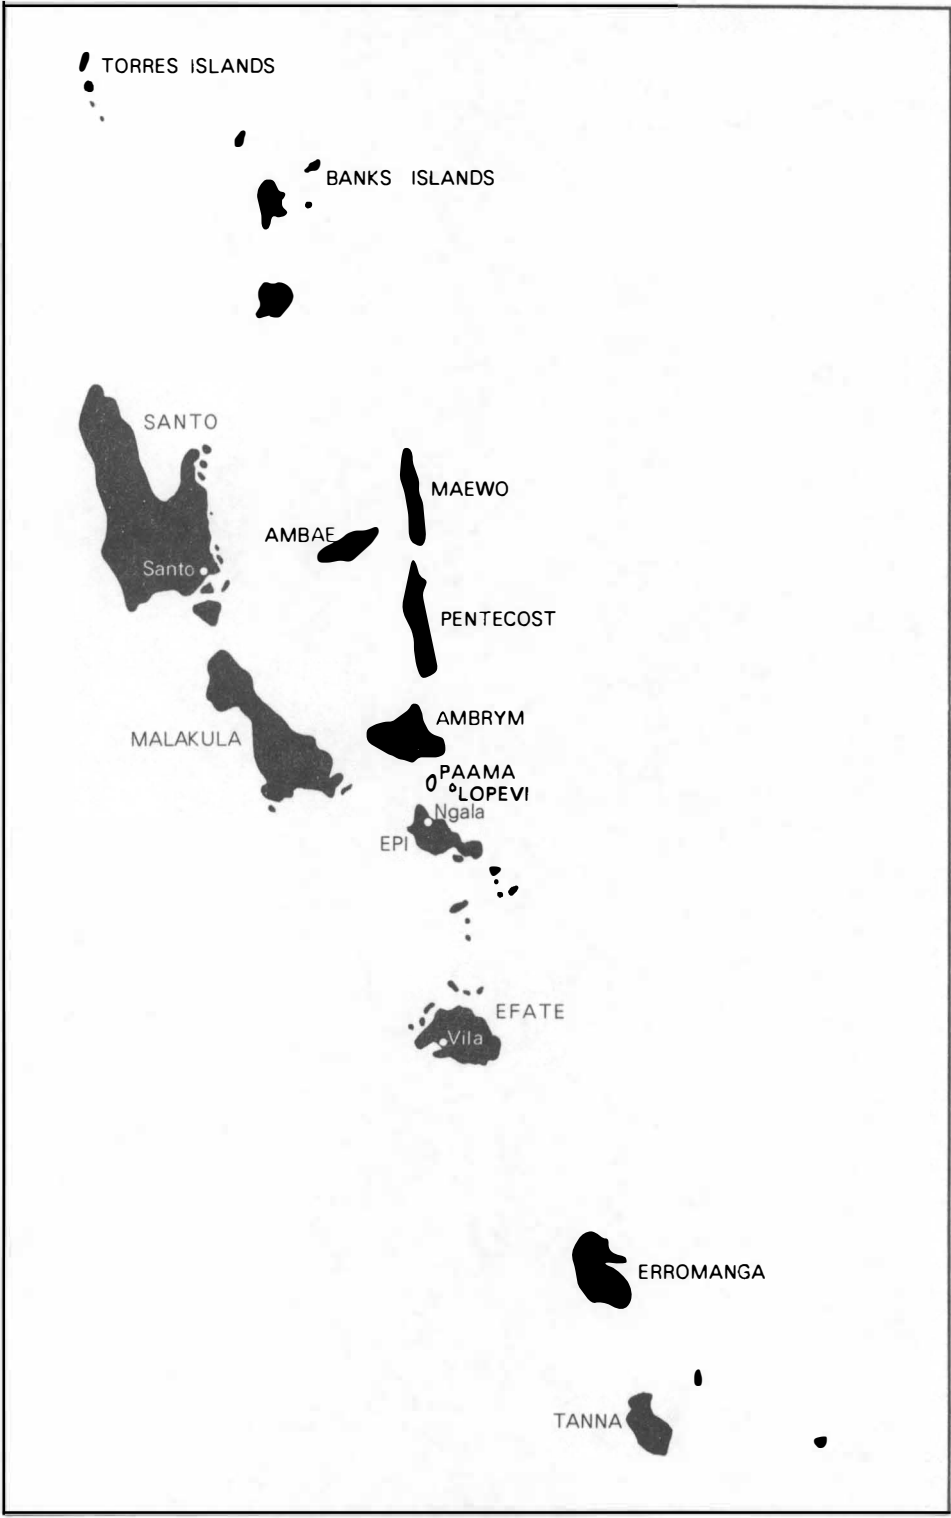 TORRES ISLANDS
BANKS ISLANDS
SANTO
MAEWO
AMBAE
Santo
PENTECOST
AMBRYM
MALAKULA
PAAMA
LOPEVI
Ngala
EPI
EFATE
Vila
ERROMANGA
TANNA